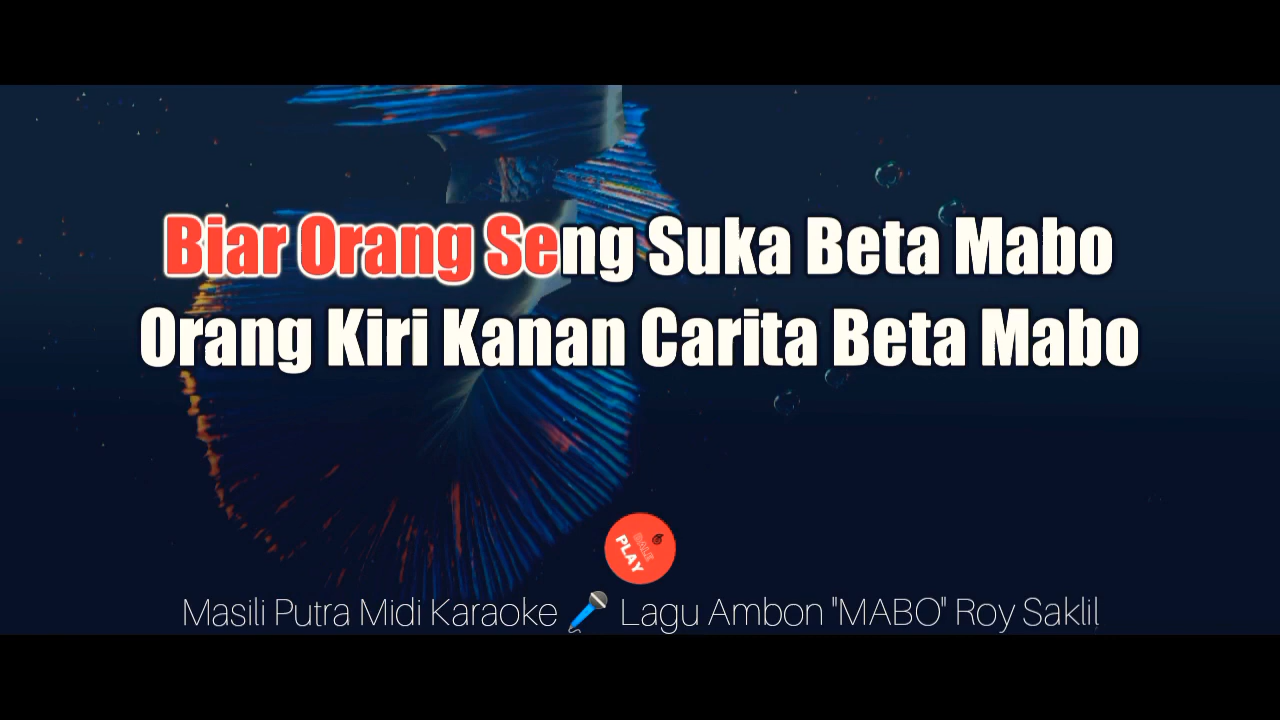 Biar Orang Seng Suka Beta Mabo
Orang Kiri Kanan Carita Beta Mabo
DALE
PLAY
Masili Putra Midi Karaoke 🎤 Lagu Ambon "MABO" Roy Saklil